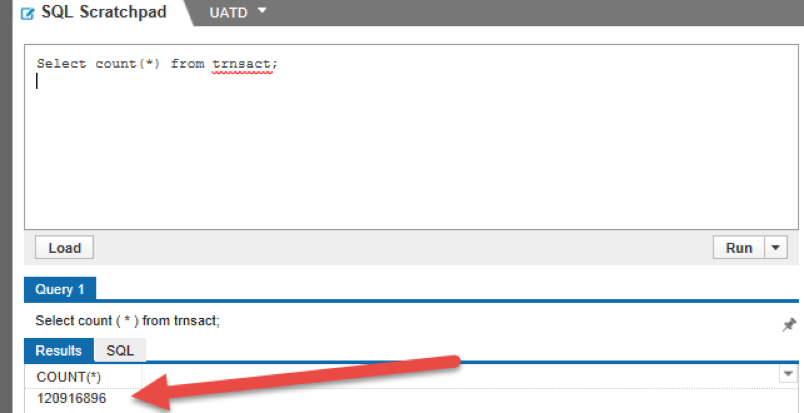 SQL Scratchpad UATD
Select count(*) from trnsact;
Load Run
Query 1
Select count ( * ) from trnsact;
Results SQL
COUNT(*)
120916896